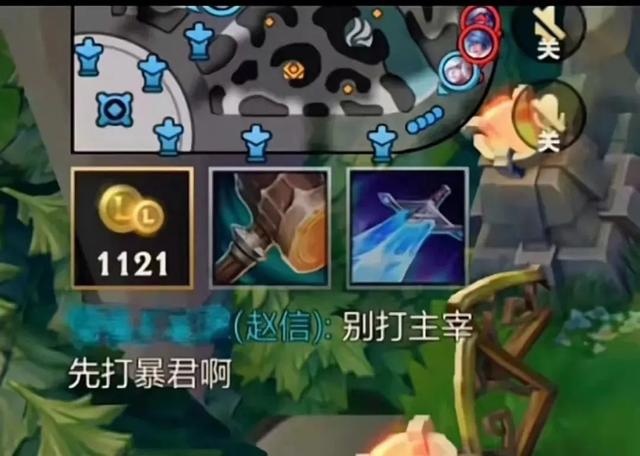 关
关
1121
(赵信): 别打主宰
先打暴君啊